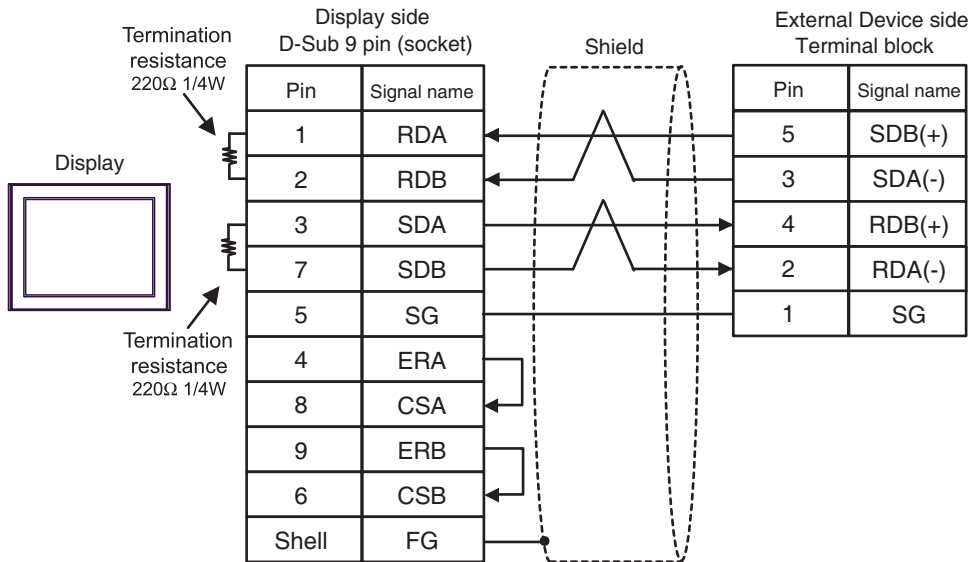 Display side
D-Sub 9 pin (socket)
External Device side
Terminal block
Termination
resistance
220Ω 1/4W
Shield
Display
Pin Signal name
1 RDA
2 RDB
3 SDA
7 SDB
5 SG
4 ERA
8 CSA
9 ERB
6 CSB
Shell FG
Pin Signal name
5 SDB(+)
3 SDA(-)
4 RDB(+)
2 RDA(-)
1 SG
Termination
resistance
220Ω 1/4W